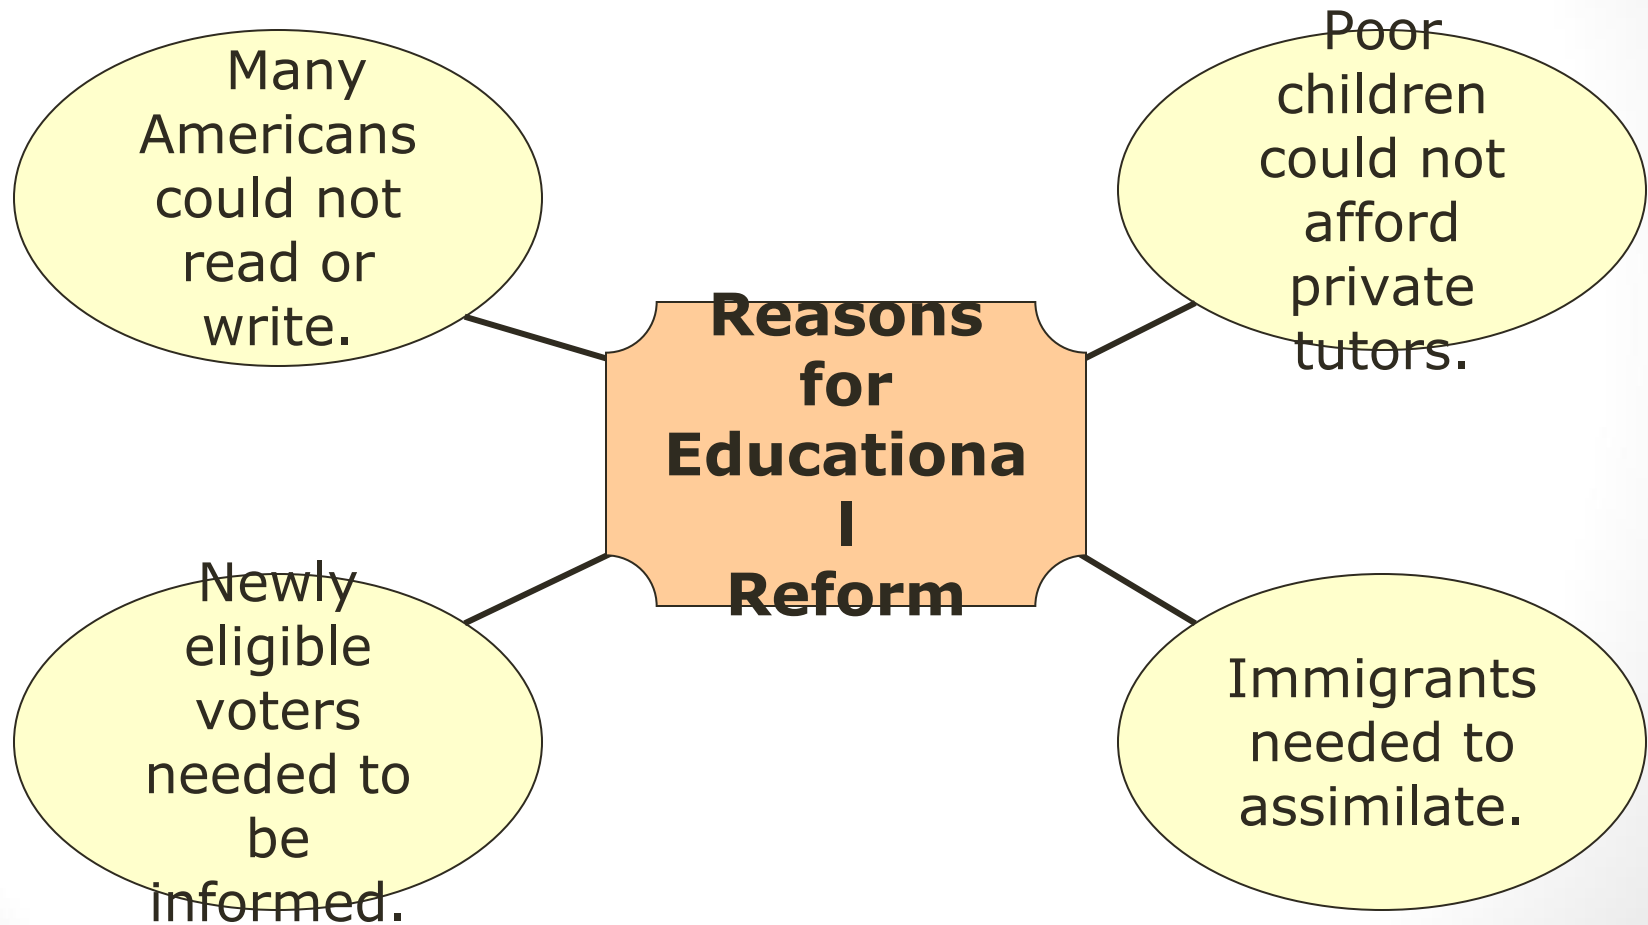 Many
Americans
could not
read or
write.
Poor
children
could not
afford
private
tutors.
Reasons
for
Educationa
l
Reform
Newly
eligible
voters
needed to
be
informed.
Immigrants
needed to
assimilate.